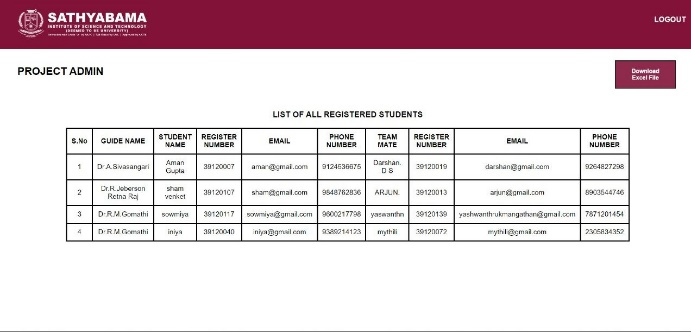 SATHYABAMA
INSTITUTE OF SCIENCE AND TECHNOLOGY
(DEEMED TO BE UNIVERSITY)
LOGOUT
PROJECT ADMIN
Download
Excel File
LIST OF ALL REGISTERED STUDENTS
S.No GUIDE NAME STUDENT NAME REGISTER NUMBER EMAIL PHONE NUMBER TEAM MATE REGISTER NUMBER EMAIL PHONE NUMBER
1 Dr.A.Sivasangari Aman Gupta 39120007 aman@gmail.com 9124536675 Darshan. D S 39120019 darshan@gmail.com 9264827298
2 Dr.R.Jeberson Retna Raj sham venket 39120107 sham@gmail.com 9848762836 ARJUN. 39120013 arjun@gmail.com 8903544746
3 Dr.R.M.Gomathi sowmiya 39120117 sowmiya@gmail.com 9600217798 yaswanthn 39120139 yashwanthrukmangathan@gmail.com 7871201454
4 Dr.R.M.Gomathi iniya 39120040 iniya@gmail.com 9389214123 mythili 39120072 mythili@gmail.com 2305834352